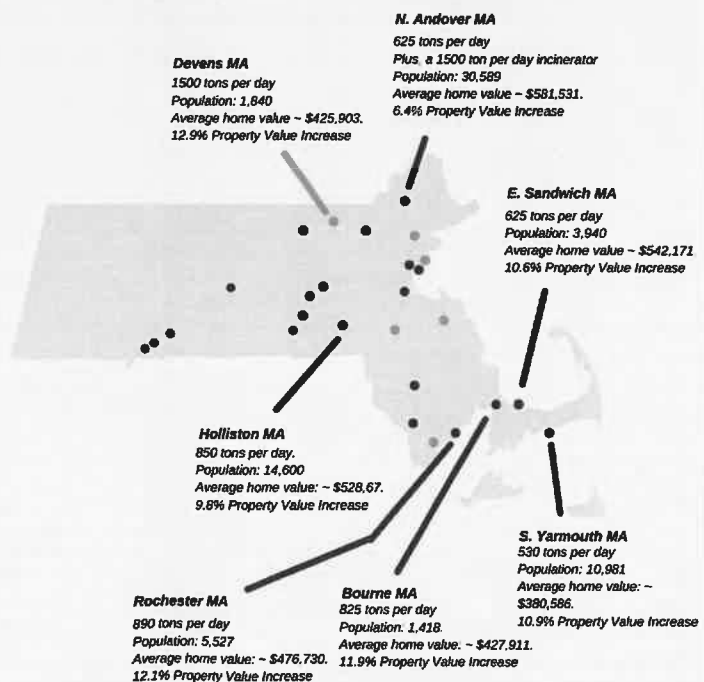 N. Andover MA
625 tons per day
Plus, a 1500 ton per day incinerator
Population: 30,589
Average home value ~ $581,531.
6.4% Property Value Increase
Devens MA
1500 tons per day
Population: 1,840
Average home value ~ $425,903.
12.9% Property Value Increase
E. Sandwich MA
625 tons per day
Population: 3,940
Average home value ~ $542,171
10.6% Property Value Increase
Holliston MA
850 tons per day.
Population: 14,600
Average home value: ~ $528,67.
9.8% Property Value Increase
S. Yarmouth MA
530 tons per day
Population: 10,981
Average home value: ~
$380,586.
10.9% Property Value Increase
Rochester MA
890 tons per day
Population: 5,527
Average home value: ~ $476,730.
12.1% Property Value Increase
Bourne MA
825 tons per day
Population: 1,418.
Average home value: ~ $427,911.
11.9% Property Value Increase